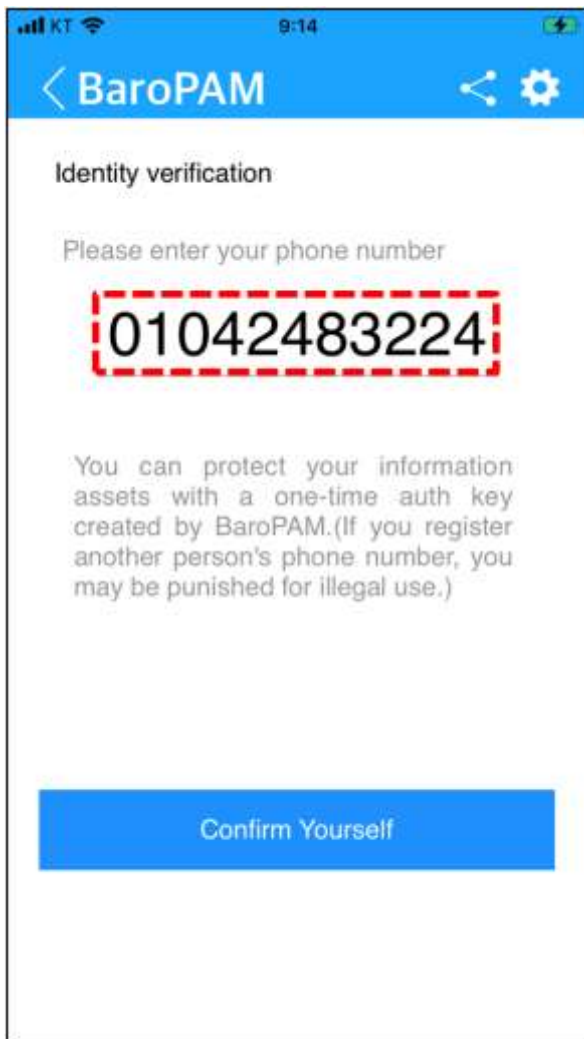 KT 9:14
BaroPAM
Identity verification
Please enter your phone number
01042483224
You can protect your information
assets with a one-time auth key
created by BaroPAM.(If you register
another person's phone number, you
may be punished for illegal use.)
Confirm Yourself